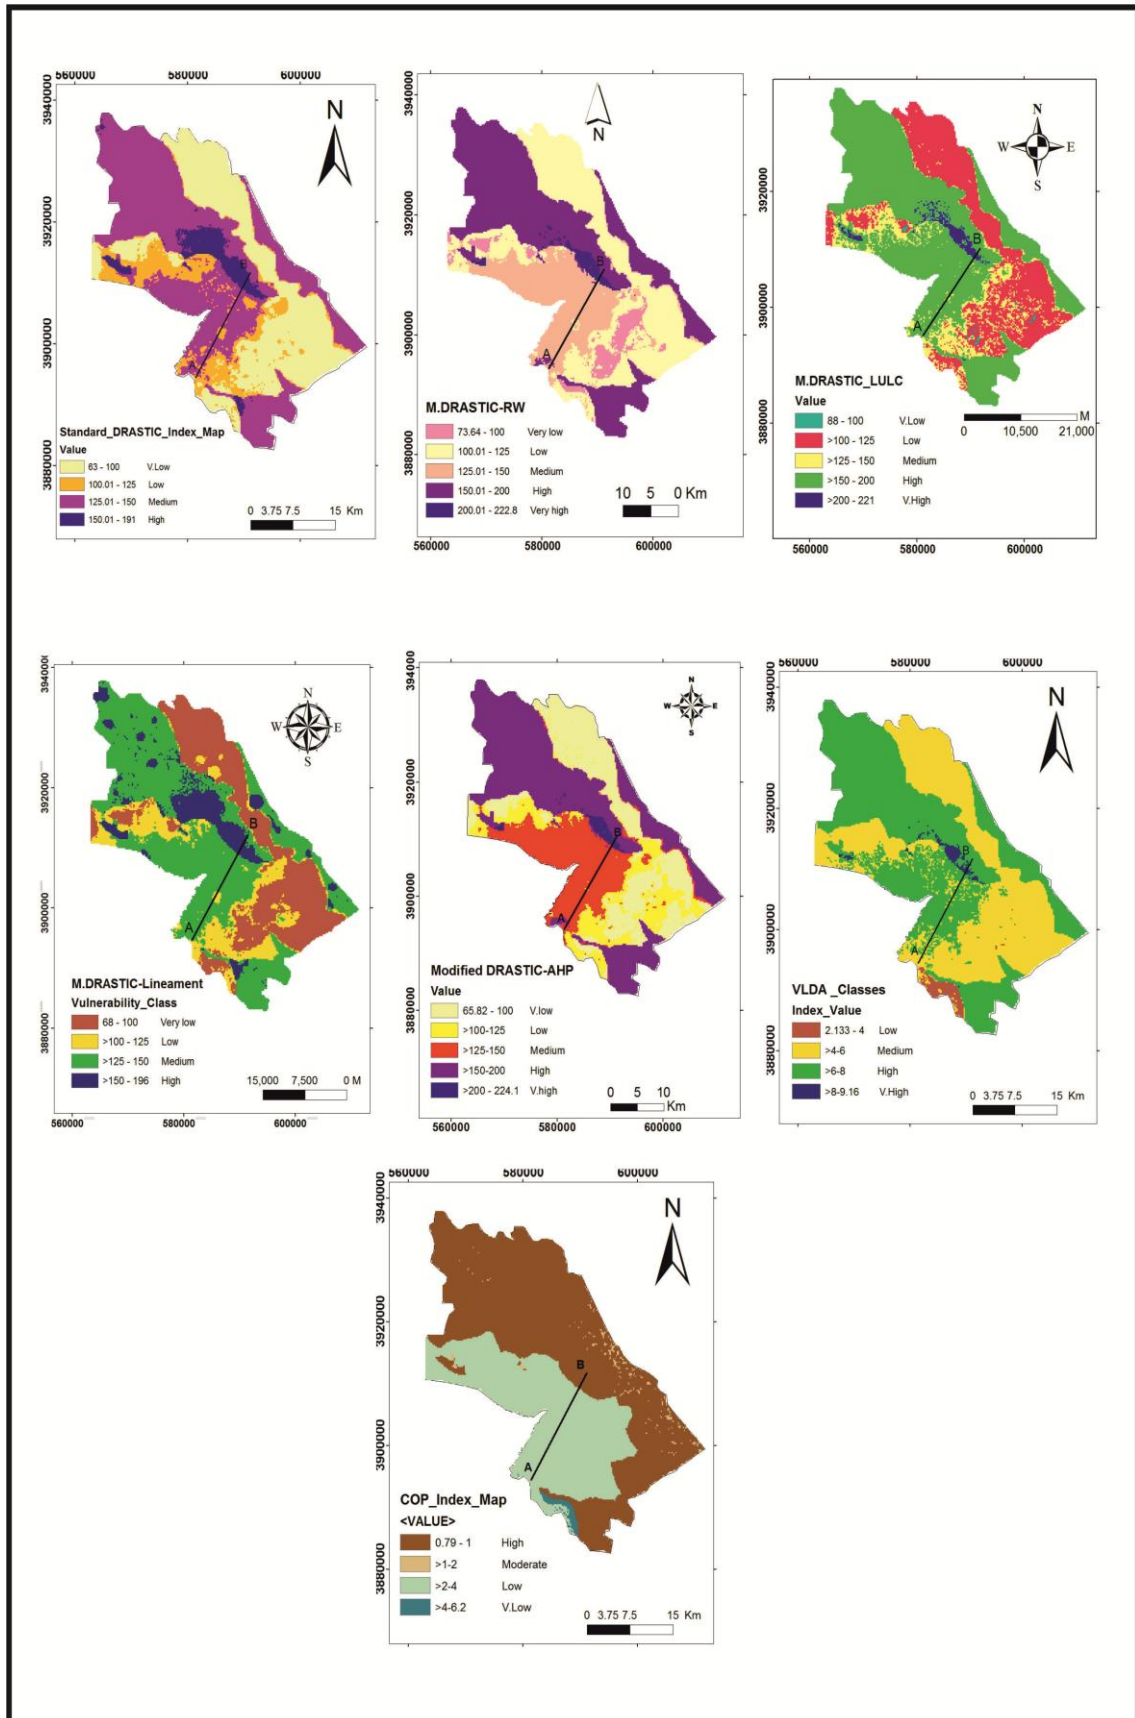 560000 580000 600000
3940000
3920000
3900000
3880000
N
B
A
Standard_DRASTIC_Index_Map
Value
63 - 100 V.Low
100.01 - 125 Low
125.01 - 150 Medium
150.01 - 191 High
0 3.75 7.5 15 Km
3940000
3920000
3900000
3880000
N
B
A
M.DRASTIC-RW
73.64 - 100 Very low
100.01 - 125 Low
125.01 - 150 Medium
150.01 - 200 High
200.01 - 222.8 Very high
10 5 0 Km
560000 580000 600000
3920000
3900000
3880000
N
W E
S
B
A
M.DRASTIC_LULC
Value
88 - 100 V.Low
>100 - 125 Low
>125 - 150 Medium
>150 - 200 High
>200 - 221 V.High
M
0 10,500 21,000
560000 580000 600000
3940000
3920000
3900000
3880000
N
W E
S
B
A
M.DRASTIC-Lineament
Vulnerability_Class
68 - 100 Very low
>100 - 125 Low
>125 - 150 Medium
>150 - 196 High
15,000 7,500 0 M
560000 580000 600000
3940000
3920000
3900000
3880000
N
W E
S
B
A
Modified DRASTIC-AHP
Value
65.82 - 100 V.low
>100-125 Low
>125-150 Medium
>150-200 High
>200 - 224.1 V.high
0 5 10
Km
560000 580000 600000
560000 580000 600000
3940000
3920000
3900000
3880000
N
B
A
VLDA _Classes
Index_Value
2.133 - 4 Low
>4-6 Medium
>6-8 High
>8-9.16 V.High
0 3.75 7.5 15 Km
560000 580000 600000
3940000
3920000
3900000
3880000
N
B
A
COP_Index_Map
<VALUE>
0.79 - 1 High
>1-2 Moderate
>2-4 Low
>4-6.2 V.Low
0 3.75 7.5 15 Km